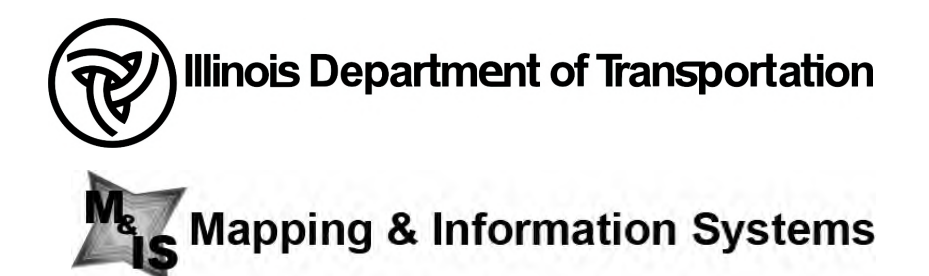 Illinois Department of Transportation
M&IS Mapping & Information Systems